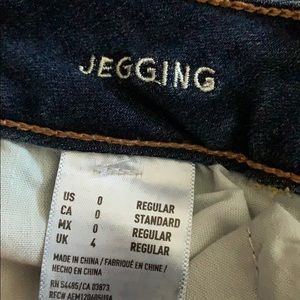 JEGGING
US 0 REGULAR
CA 0 STANDARD
MX 0 REGULAR
UK 4 REGULAR
MADE IN CHINA / FABRIQUÉ EN CHINE /
HECHO EN CHINA
RN 54485/CA 03873